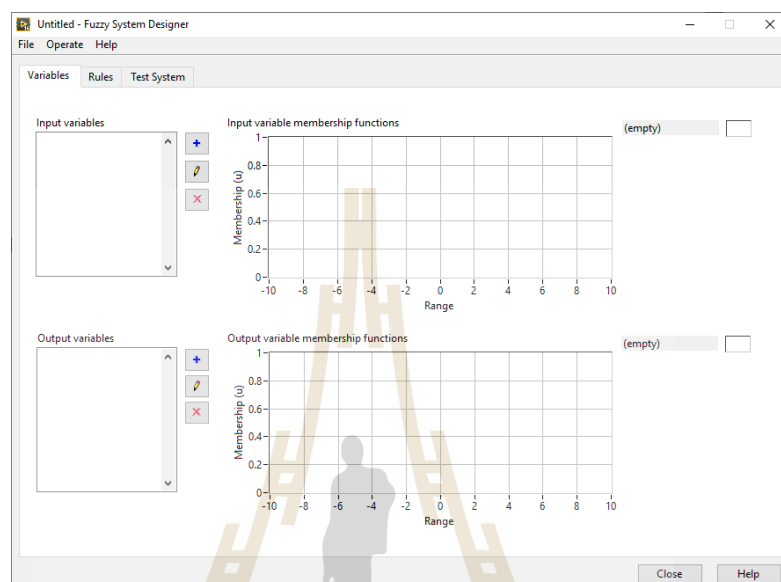 Untitled - Fuzzy System Designer
File Operate Help
Variables Rules Test System
Input variables
Input variable membership functions
(empty)
Membership (u)
1
0.8
0.6
0.4
0.2
0
-10 -8 -6 -4 -2 0 2 4 6 8 10
Range
Output variables
Output variable membership functions
(empty)
Membership (u)
1
0.8
0.6
0.4
0.2
0
-10 -8 -6 -4 -2 0 2 4 6 8 10
Range
Close Help